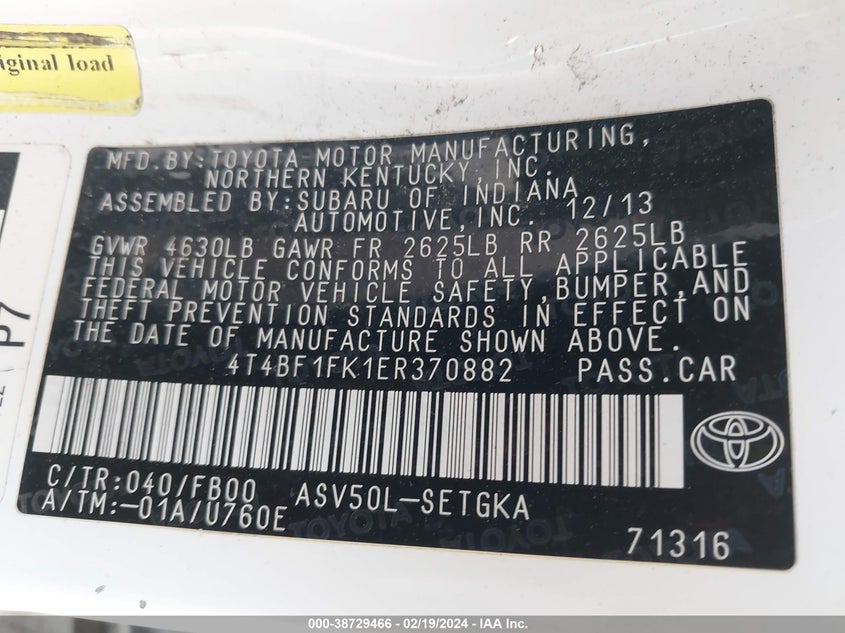 iginal load
MFD. BY: TOYOTA MOTOR MANUFACTURING,
NORTHERN KENTUCKY, INC.
ASSEMBLED BY: SUBARU OF INDIANA
AUTOMOTIVE, INC. 12/13
GVWR 4630LB GAWR FR 2625LB RR 2625LB
THIS VEHICLE CONFORMS TO ALL APPLICABLE
FEDERAL MOTOR VEHICLE SAFETY, BUMPER, AND
THEFT PREVENTION STANDARDS IN EFFECT ON
THE DATE OF MANUFACTURE SHOWN ABOVE.
4T4BF1FK1ER370882 PASS.CAR
C/TR:040/FB00 ASV50L-SETGKA
A/TM:-01A/U760E
71316
P7
000-38729466 - 02/19/2024 - IAA Inc.